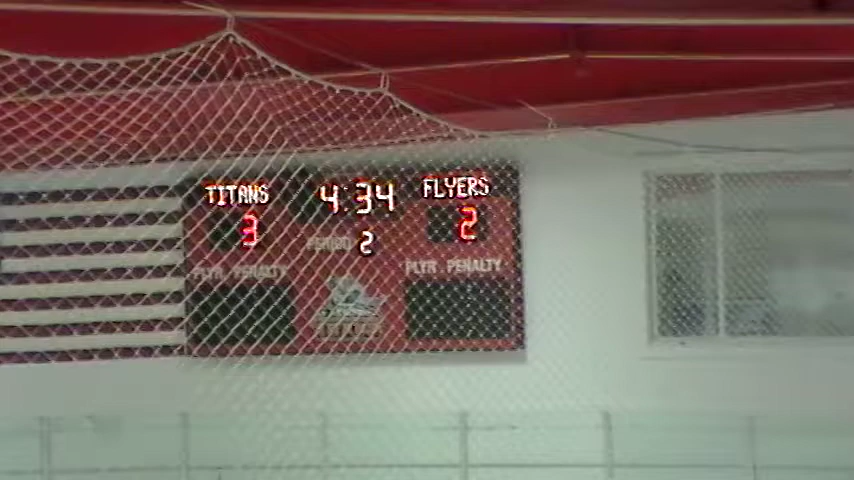 TITANS 4:34 FLYERS
3 PERIOD 2 2
PLYR PENALTY PLYR PENALTY